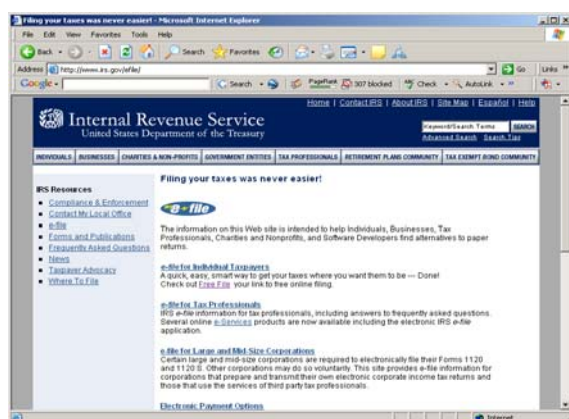 Filing your taxes was never easier! - Microsoft Internet Explorer
File Edit View Favorites Tools Help
Back Search Favorites
Address http://www.irs.gov/efile/ Go Links »
Google Search PageRank 307 blocked Check AutoLink
Home | Contact IRS | About IRS | Site Map | Español | Help
Internal Revenue Service
United States Department of the Treasury
Keyword/Search Terms SEARCH
Advanced Search Search Tips
INDIVIDUALS BUSINESSES CHARITIES & NON-PROFITS GOVERNMENT ENTITIES TAX PROFESSIONALS RETIREMENT PLANS COMMUNITY TAX EXEMPT BOND COMMUNITY
IRS Resources
Compliance & Enforcement
Contact My Local Office
e-file
Forms and Publications
Frequently Asked Questions
News
Taxpayer Advocacy
Where To File
Filing your taxes was never easier!
e-file
The information on this Web site is intended to help Individuals, Businesses, Tax
Professionals, Charities and Nonprofits, and Software Developers find alternatives to paper
returns.
e-file for Individual Taxpayers
A quick, easy, smart way to get your taxes where you want them to be — Done!
Check out Free File your link to free online filing.
e-file for Tax Professionals
IRS e-file information for tax professionals, including answers to frequently asked questions.
Several online e-Services products are now available including the electronic IRS e-file
application.
e-file for Large and Mid-Size Corporations
Certain large and mid-size corporations are required to electronically file their Forms 1120
and 1120 S. Other corporations may do so voluntarily. This site provides e-file information for
corporations that prepare and transmit their own electronic corporate income tax returns and
those that use the services of third party tax professionals.
Electronic Payment Options
Internet